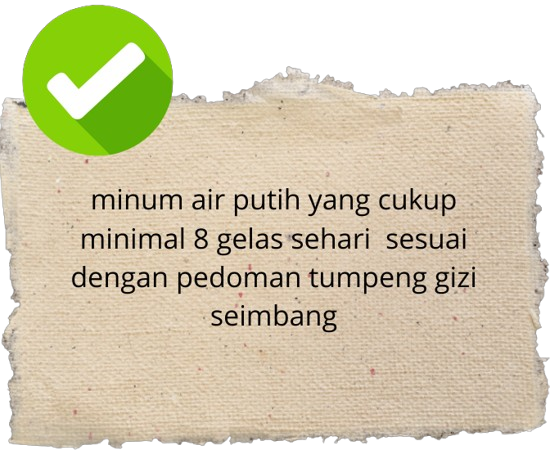 minum air putih yang cukup
minimal 8 gelas sehari  sesuai
dengan pedoman tumpeng gizi
seimbang